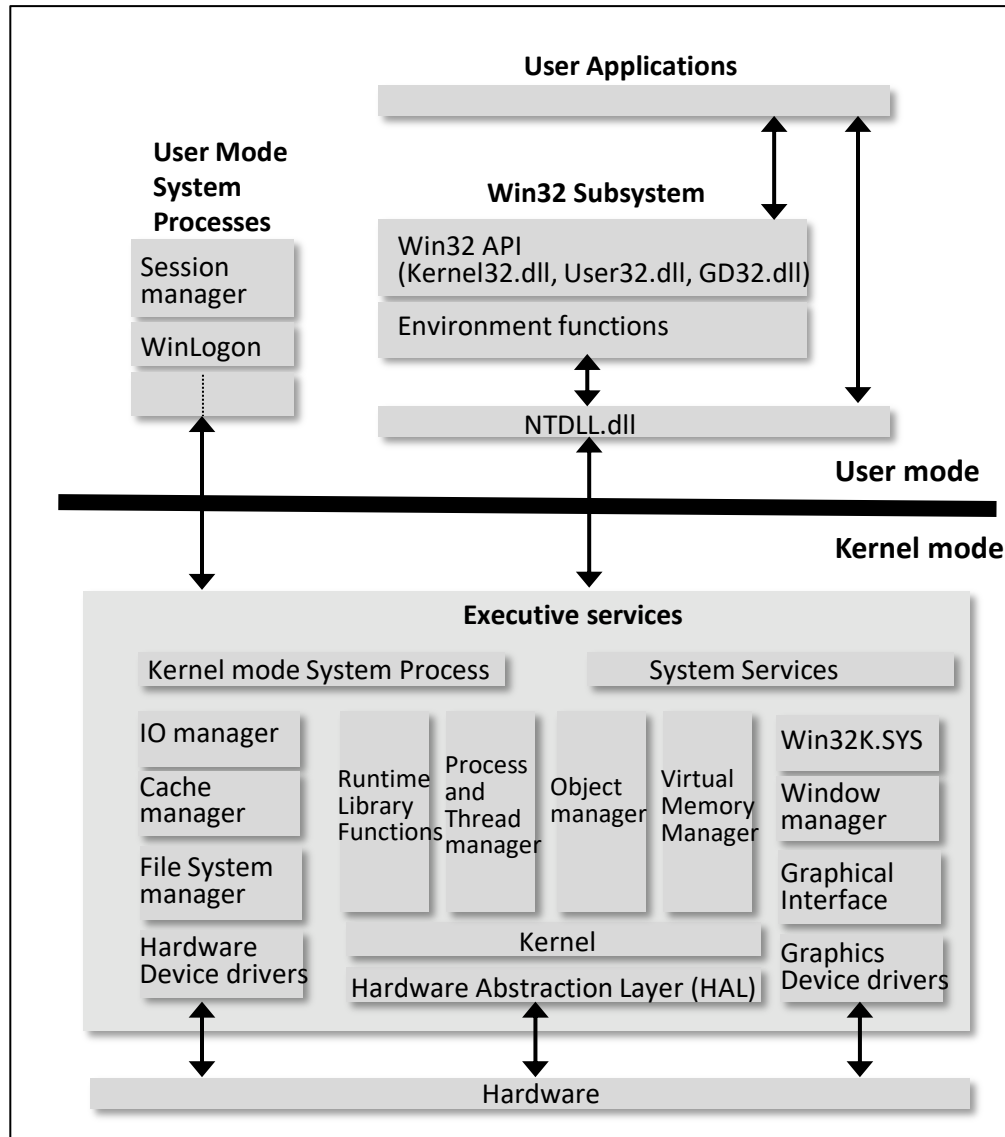 User Applications
User Mode
System
Processes
Session
manager
WinLogon
Win32 Subsystem
Win32 API
(Kernel32.dll, User32.dll, GD32.dll)
Environment functions
NTDLL.dll
User mode
Kernel mode
Executive services
Kernel mode System Process
System Services
IO manager
Cache
manager
File System
manager
Hardware
Device drivers
Runtime
Library
Functions
Process
and
Thread
manager
Object
manager
Virtual
Memory
Manager
Win32K.SYS
Window
manager
Graphical
Interface
Graphics
Device drivers
Kernel
Hardware Abstraction Layer (HAL)
Hardware